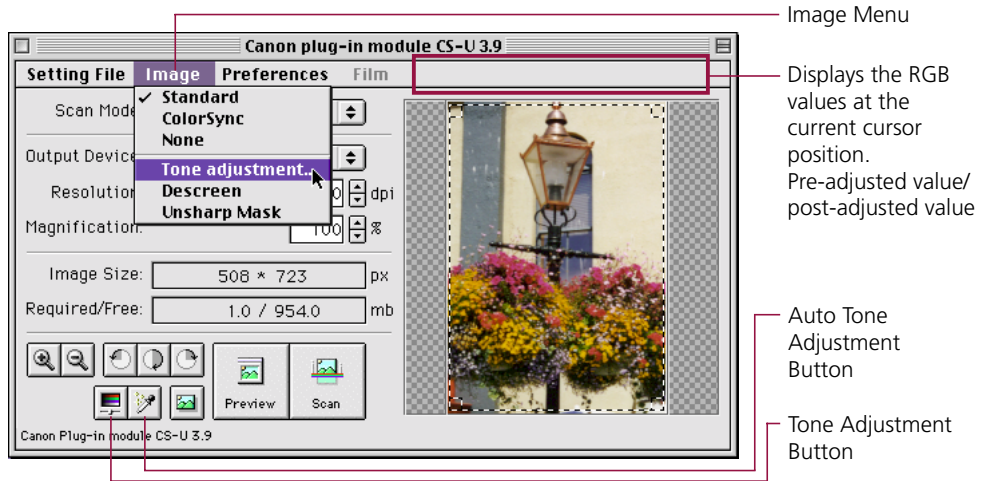 Image Menu
Canon plug-in module CS-U 3.9
Setting File Image Preferences Film
Displays the RGB
values at the
current cursor
position.
Pre-adjusted value/
post-adjusted value
Scan Mode
✓ Standard
ColorSync
None
Tone adjustment...
Descreen
Unsharp Mask
Output Device
Resolution
0 dpi
Magnification:
100 %
Image Size: 508 * 723 px
Required/Free: 1.0 / 954.0 mb
Preview
Scan
Canon Plug-in module CS-U 3.9
Auto Tone
Adjustment
Button
Tone Adjustment
Button